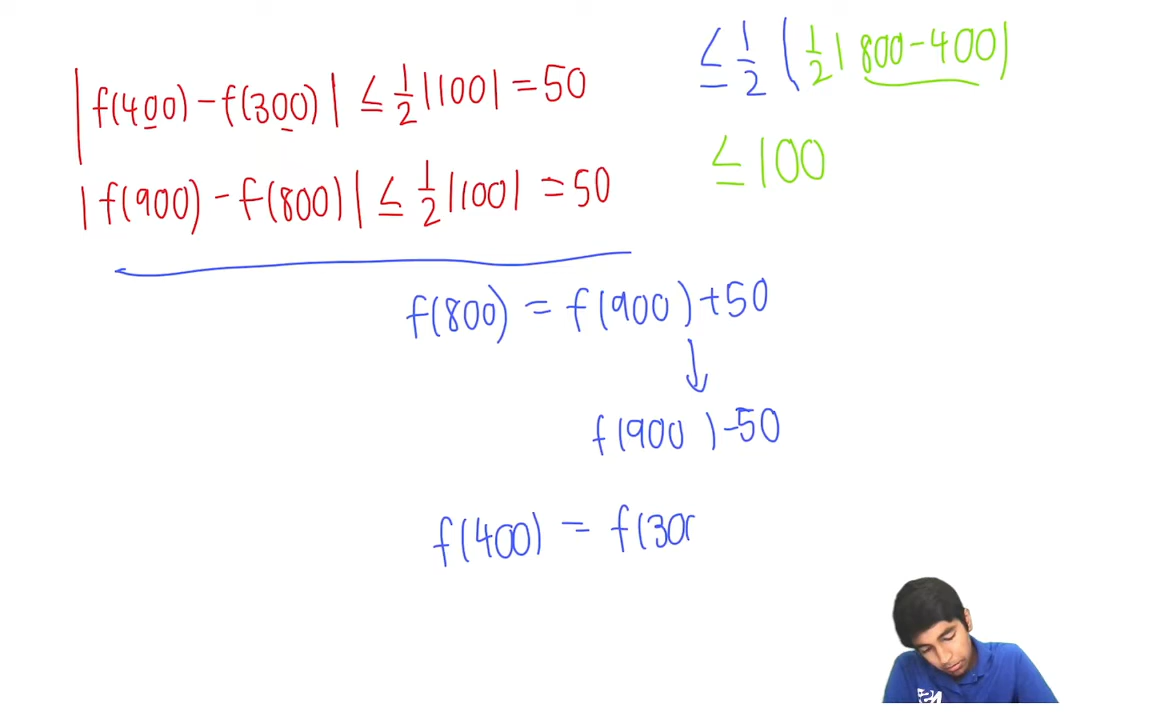 |f(400) - f(300)| ≤ 1/2 |100| = 50
|f(900) - f(800)| ≤ 1/2 |100| = 50
≤ 1/2 ( 1/2 | 800 - 400)
≤ 100
f(800) = f(900) + 50
↓
f(900) - 50
f(400) = f(300